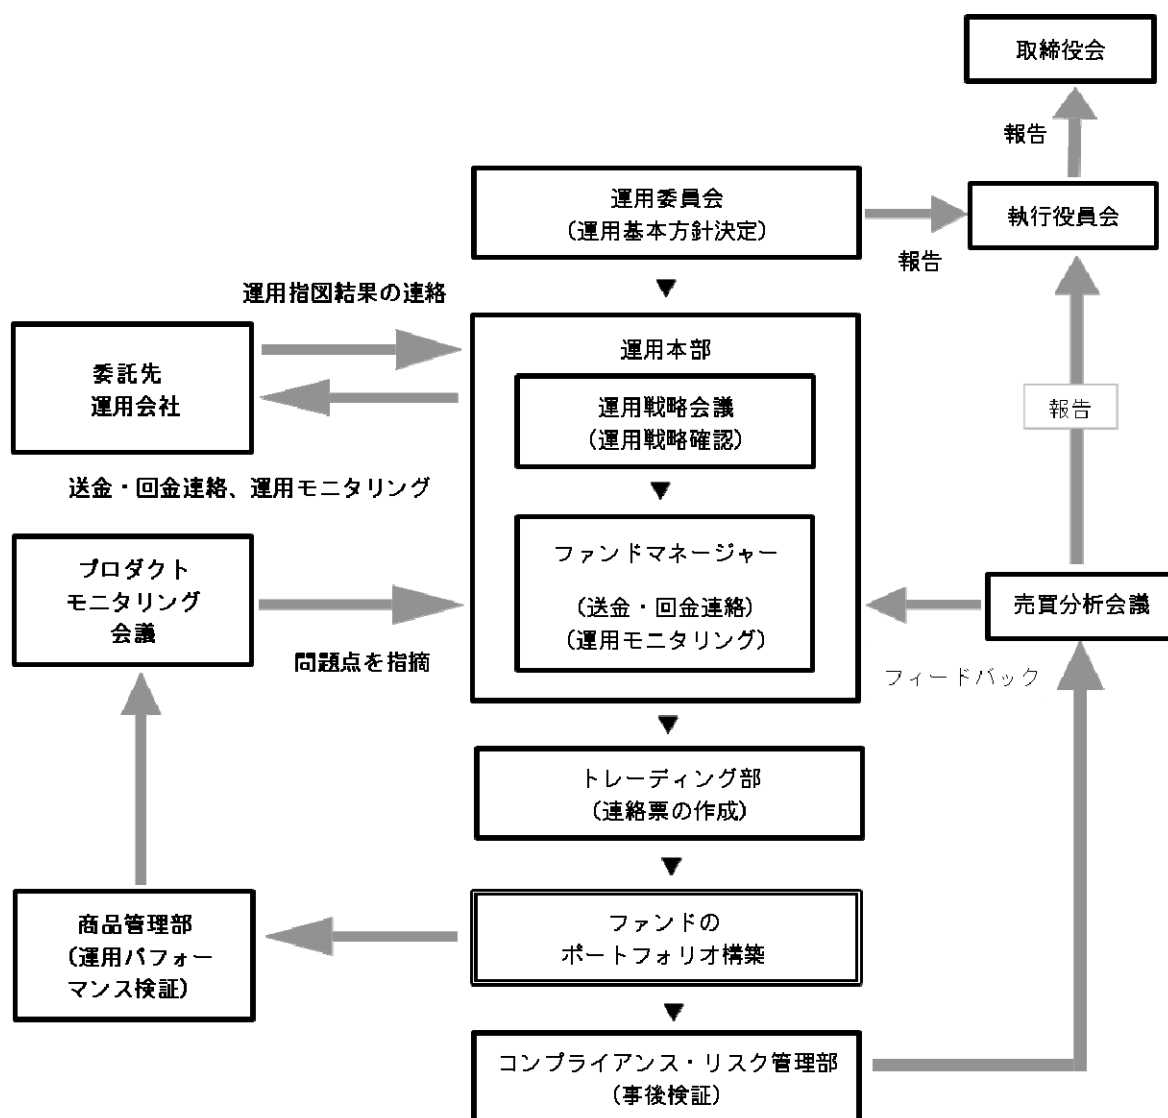 取締役会
報告
運用委員会
(運用基本方針決定)
執行役員会
報告
運用指図結果の連絡
委託先
運用会社
運用本部
運用戦略会議
(運用戦略確認)
報告
送金・回金連絡、運用モニタリング
プロダクト
モニタリング
会議
ファンドマネージャー
(送金・回金連絡)
(運用モニタリング)
売買分析会議
問題点を指摘
フィードバック
トレーディング部
(連絡票の作成)
商品管理部
(運用パフォー
マンス検証)
ファンドの
ポートフォリオ構築
コンプライアンス・リスク管理部
(事後検証)